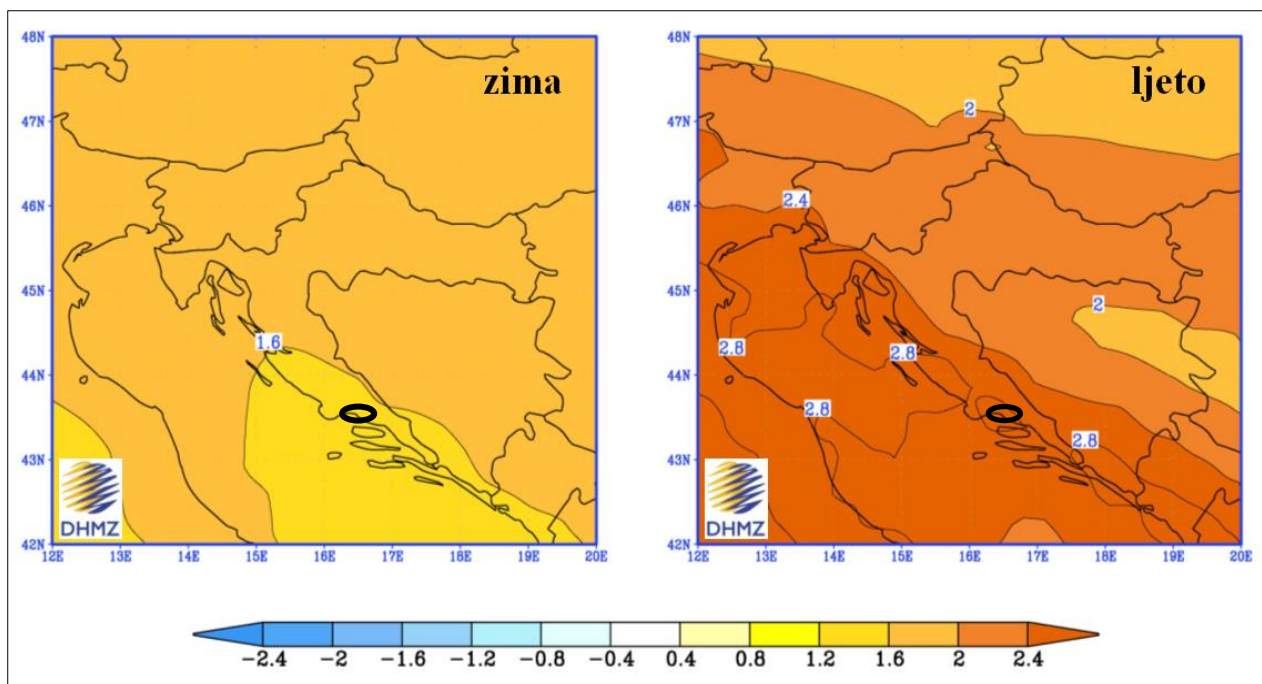 zima
48N
47N
46N
45N
44N
43N
42N
1.6
DHMZ
12E 13E 14E 15E 16E 17E 18E 19E 20E
ljeto
48N
47N
46N
45N
44N
43N
42N
2
2.4
2
2.8
2.8
2.8
2.8
DHMZ
12E 13E 14E 15E 16E 17E 18E 19E 20E
-2.4 -2 -1.6 -1.2 -0.8 -0.4 0.4 0.8 1.2 1.6 2 2.4